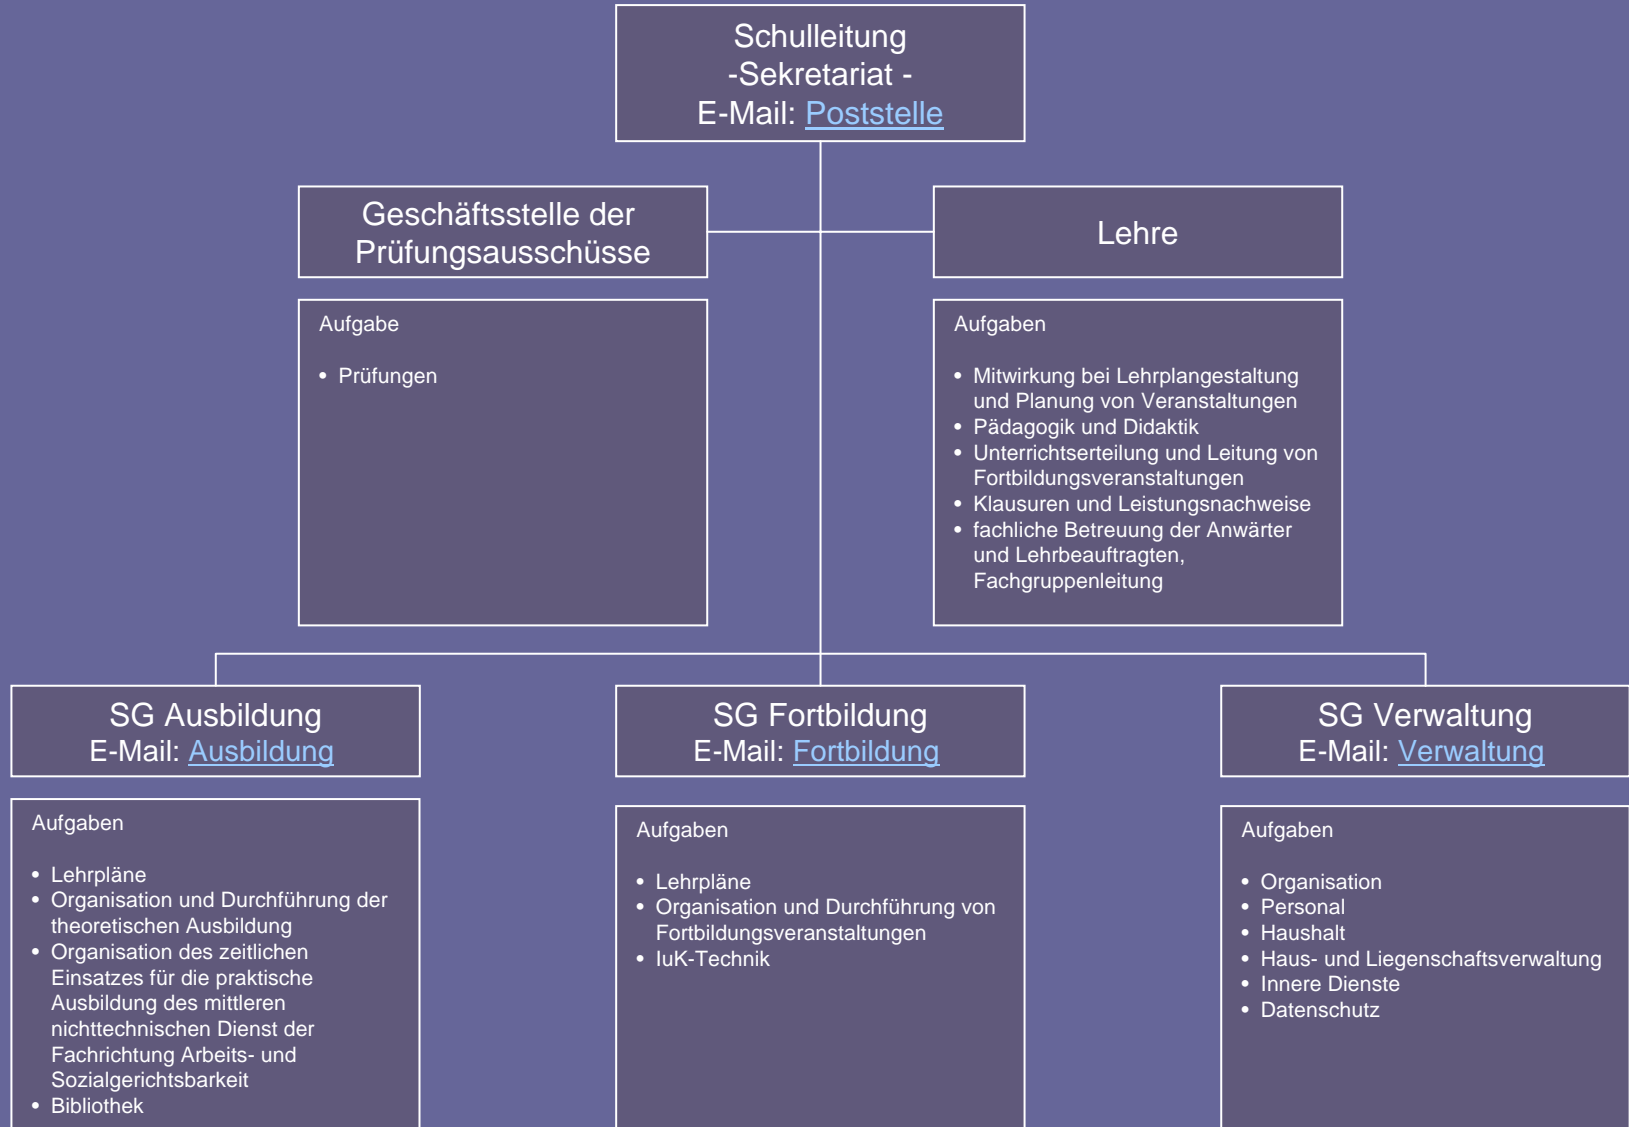 Schulleitung
-Sekretariat -
E-Mail: Poststelle
Geschäftsstelle der
Prüfungsausschüsse
Lehre
Aufgabe
• Prüfungen
Aufgaben
• Mitwirkung bei Lehrplangestaltung
und Planung von Veranstaltungen
• Pädagogik und Didaktik
• Unterrichtserteilung und Leitung von
Fortbildungsveranstaltungen
• Klausuren und Leistungsnachweise
• fachliche Betreuung der Anwärter
und Lehrbeauftragten,
Fachgruppenleitung
SG Ausbildung
E-Mail: Ausbildung
SG Fortbildung
E-Mail: Fortbildung
SG Verwaltung
E-Mail: Verwaltung
Aufgaben
• Lehrpläne
• Organisation und Durchführung der
theoretischen Ausbildung
• Organisation des zeitlichen
Einsatzes für die praktische
Ausbildung des mittleren
nichttechnischen Dienst der
Fachrichtung Arbeits- und
Sozialgerichtsbarkeit
• Bibliothek
Aufgaben
• Lehrpläne
• Organisation und Durchführung von
Fortbildungsveranstaltungen
• IuK-Technik
Aufgaben
• Organisation
• Personal
• Haushalt
• Haus- und Liegenschaftsverwaltung
• Innere Dienste
• Datenschutz